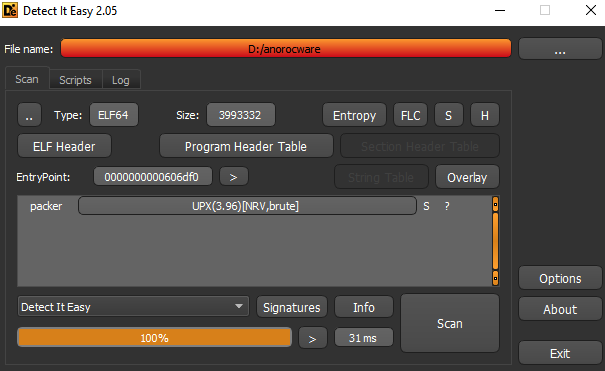 Detect It Easy 2.05
File name: D:/anorocware ...
Scan Scripts Log
.. Type: ELF64 Size: 3993332 Entropy FLC S H
ELF Header Program Header Table Section Header Table
EntryPoint: 0000000000606df0 > String Table Overlay
packer UPX(3.96)[NRV,brute] S ?
Options
Detect It Easy Signatures Info Scan About
100% > 31 ms
Exit